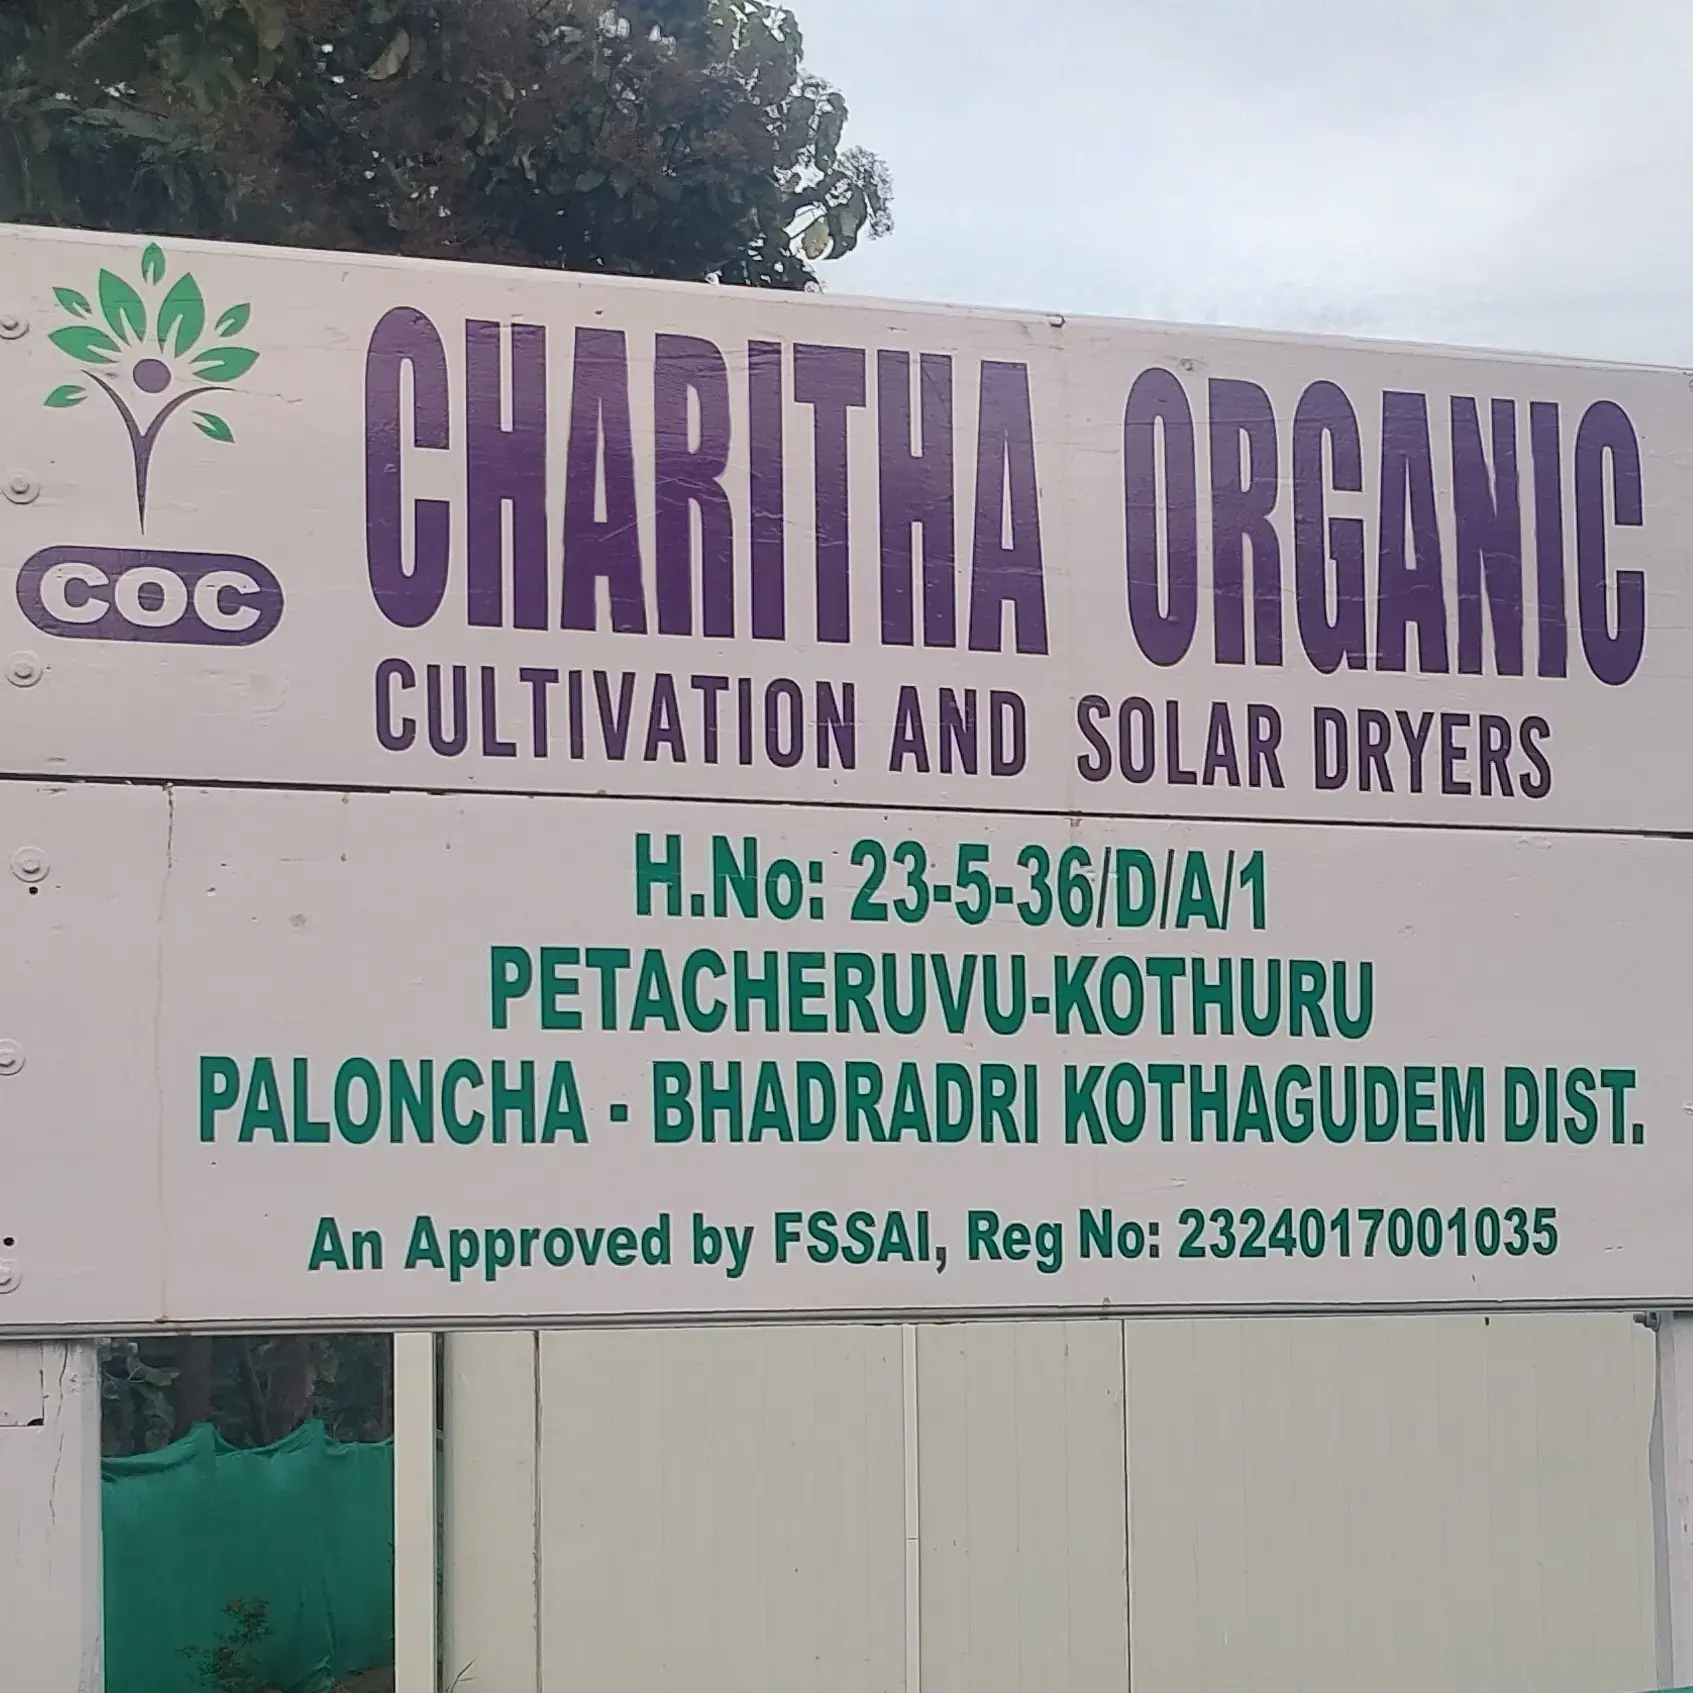 COC
CHARITHA ORGANIC
CULTIVATION AND SOLAR DRYERS
H.No: 23-5-36/D/A/1
PETACHERUVU-KOTHURU
PALONCHA - BHADRADRI KOTHAGUDEM DIST.
An Approved by FSSAI, Reg No: 2324017001035